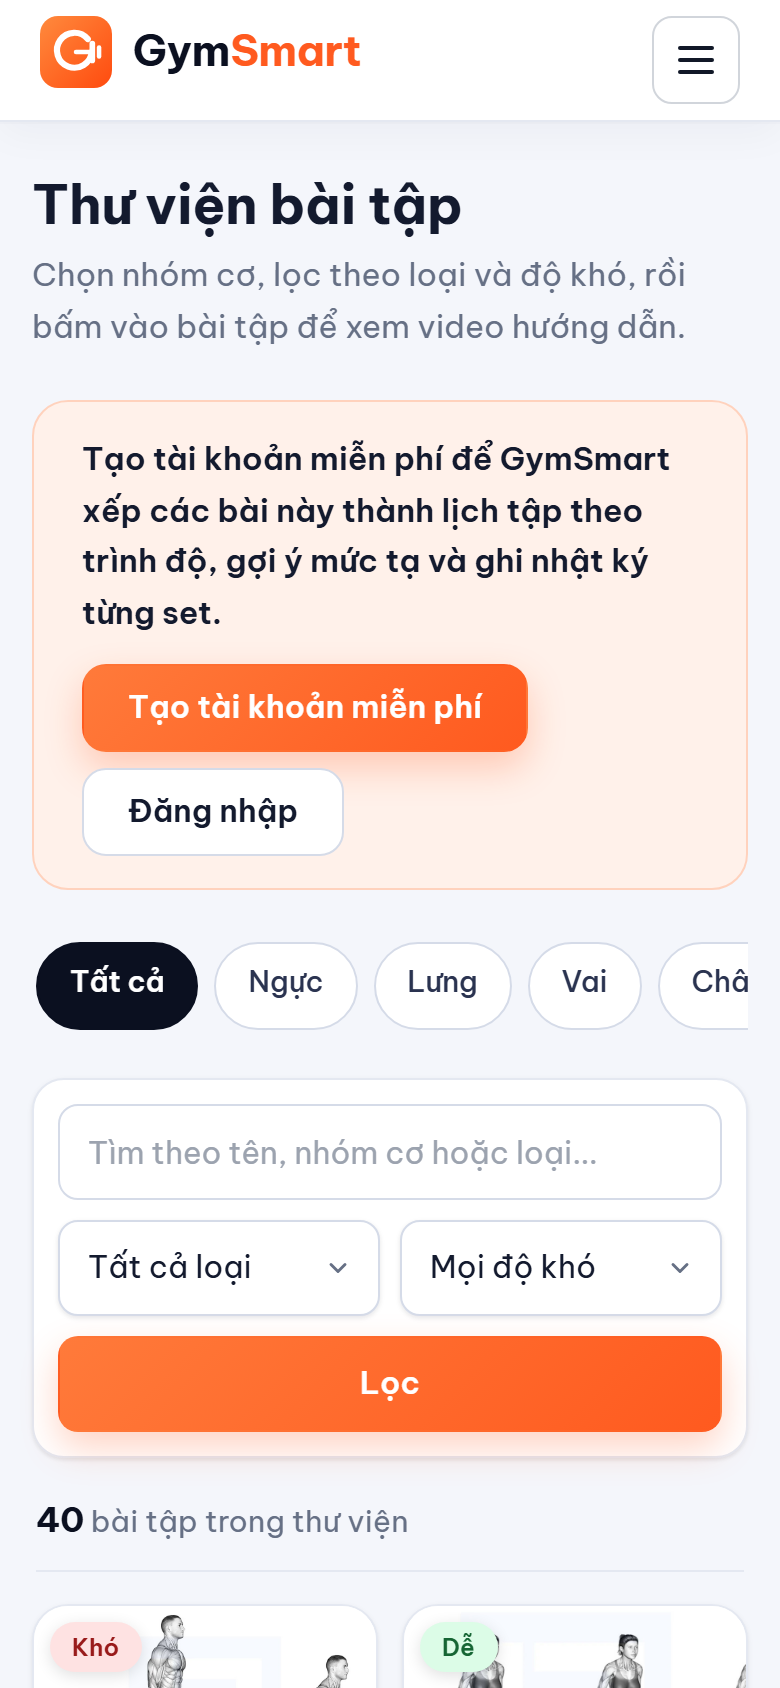 GymSmart
Thư viện bài tập
Chọn nhóm cơ, lọc theo loại và độ khó, rồi
bấm vào bài tập để xem video hướng dẫn.
Tạo tài khoản miễn phí để GymSmart
xếp các bài này thành lịch tập theo
trình độ, gợi ý mức tạ và ghi nhật ký
từng set.
Tạo tài khoản miễn phí
Đăng nhập
Tất cả Ngực Lưng Vai Châ
Tìm theo tên, nhóm cơ hoặc loại...
Tất cả loại Mọi độ khó
Lọc
40 bài tập trong thư viện
Khó Dễ